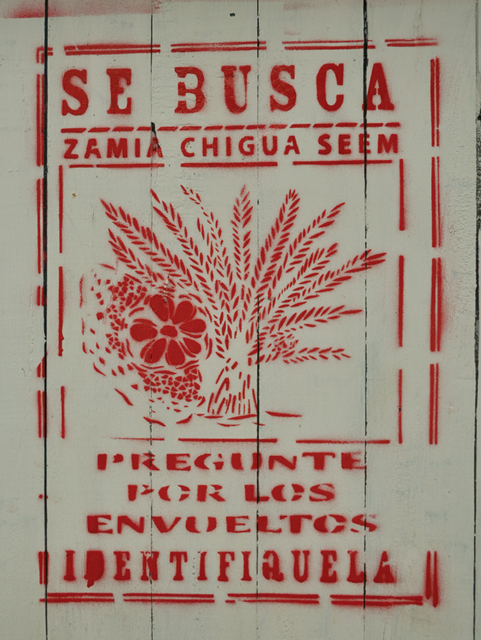 SE BUSCA
ZAMIA CHIGUA SEEM
PREGUNTE
POR LOS
ENVUELTOS
IDENTIFIQUELA